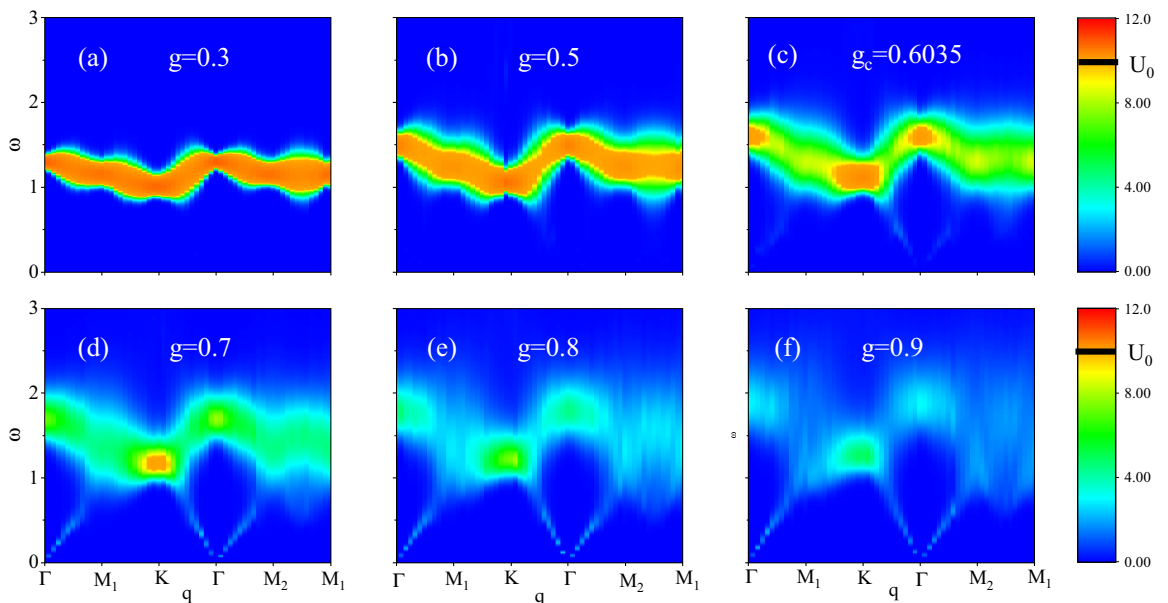 3
2
1
0
ω
(a) g=0.3
(b) g=0.5
(c) g_c=0.6035
12.0
U₀
8.00
4.00
0.00
3
2
1
0
ω
(d) g=0.7
(e) g=0.8
ω
(f) g=0.9
12.0
U₀
8.00
4.00
0.00
Γ M₁ K Γ M₂ M₁
q
Γ M₁ K Γ M₂ M₁
q
Γ M₁ K Γ M₂ M₁
q